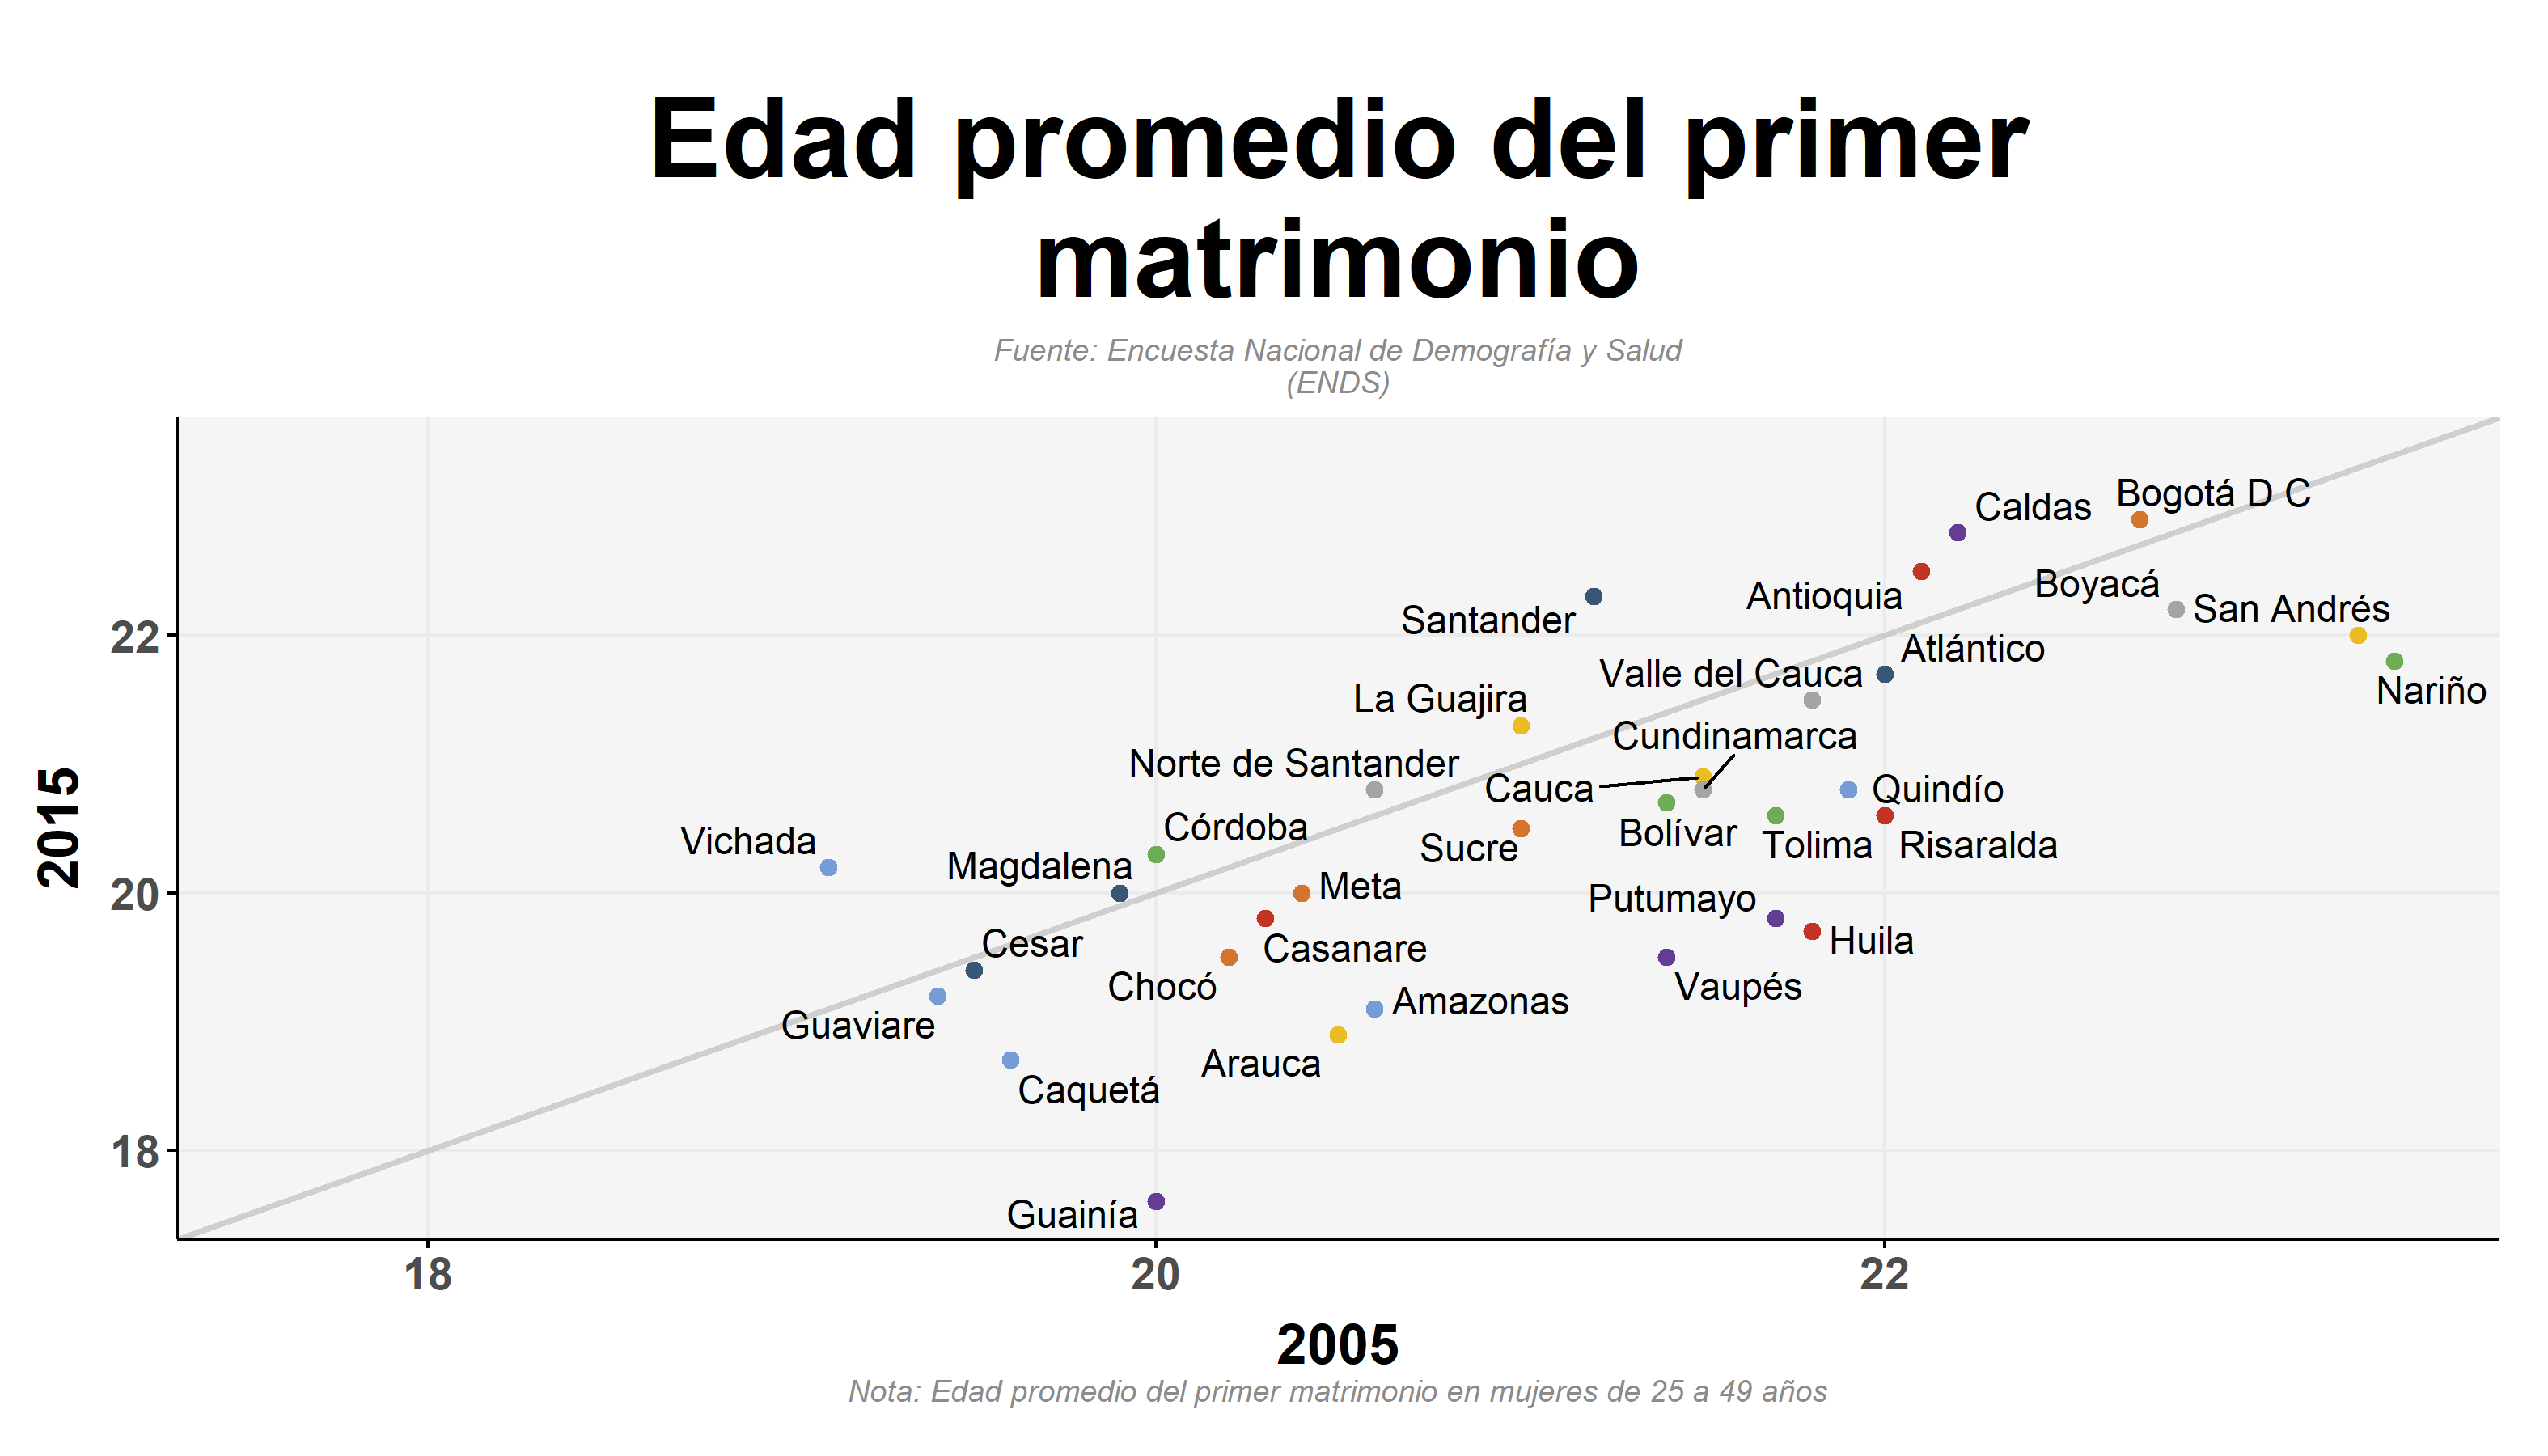 Edad promedio del primer
matrimonio
Fuente: Encuesta Nacional de Demografía y Salud
(ENDS)
Bogotá D C
Caldas
Boyacá
Antioquia
San Andrés
Santander
22
Atlántico
Valle del Cauca
Nariño
La Guajira
Cundinamarca
Norte de Santander
Cauca
Quindío
Córdoba
Bolívar
Vichada
Sucre
Tolima
Risaralda
2015
Magdalena
20
Meta
Putumayo
Huila
Cesar
Casanare
Chocó
Vaupés
Amazonas
Guaviare
Arauca
Caquetá
18
Guainía
18
20
22
2005
Nota: Edad promedio del primer matrimonio en mujeres de 25 a 49 años